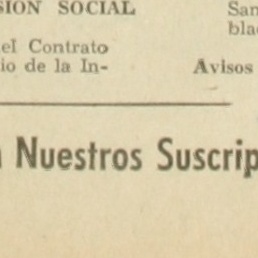 SION SOCIAL
el Contrato
io de la In-
San
bla
Avisos
Nuestros Suscrip